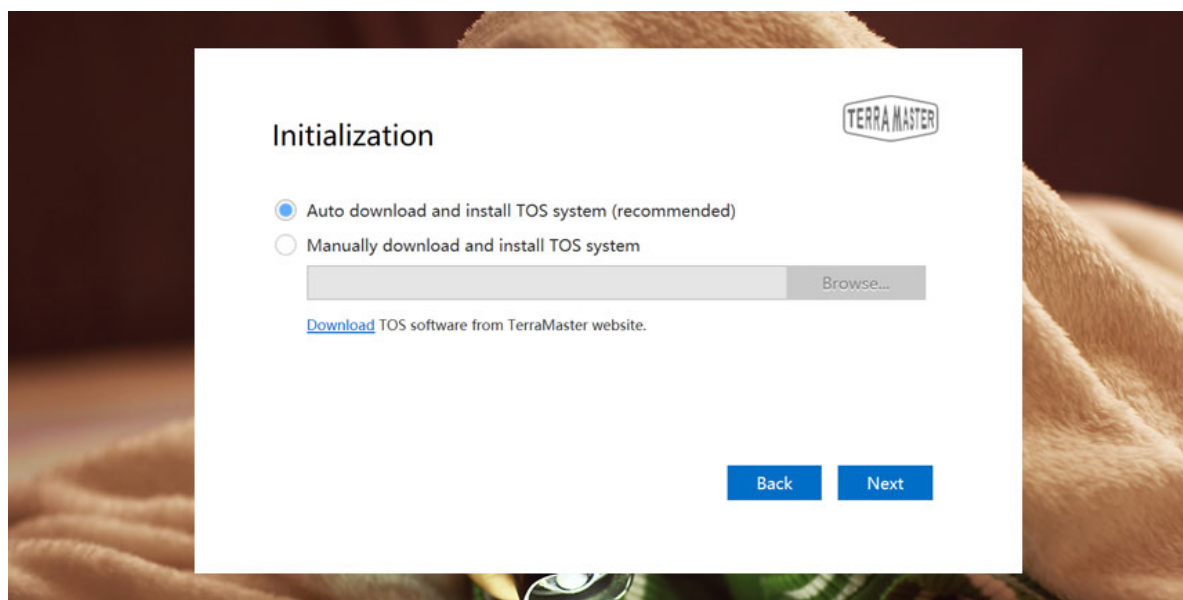 TERRA MASTER
Initialization
Auto download and install TOS system (recommended)
Manually download and install TOS system
Browse...
Download TOS software from TerraMaster website.
Back Next